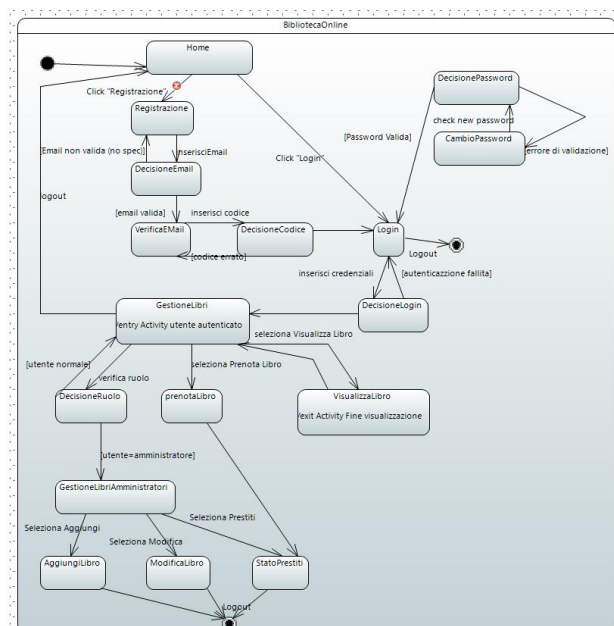 BibliotecaOnline
Home
DecisionePassword
Click "Registrazione"
Registrazione
check new password
[Password Valida]
CambioPassword
[Email non valida (no spec)]
inserisciEmail
[errore di validazione]
Click "Login"
DecisioneEmail
logout
[email valida]
inserisci codice
VerificaEMail
DecisioneCodice
Login
Logout
[codice errato]
inserisci credenziali
[autenticazzione fallita]
GestioneLibri
DecisioneLogin
/entry Activity utente autenticato
seleziona Visualizza Libro
[utente normale]
seleziona Prenota Libro
verifica ruolo
DecisioneRuolo
prenotaLibro
VisualizzaLibro
/exit Activity Fine visualizzazione
[utente=amministratore]
GestioneLibriAmministratori
Seleziona Prestiti
Seleziona Aggiungi
Seleziona Modifica
AggiungiLibro
ModificaLibro
StatoPrestiti
Logout